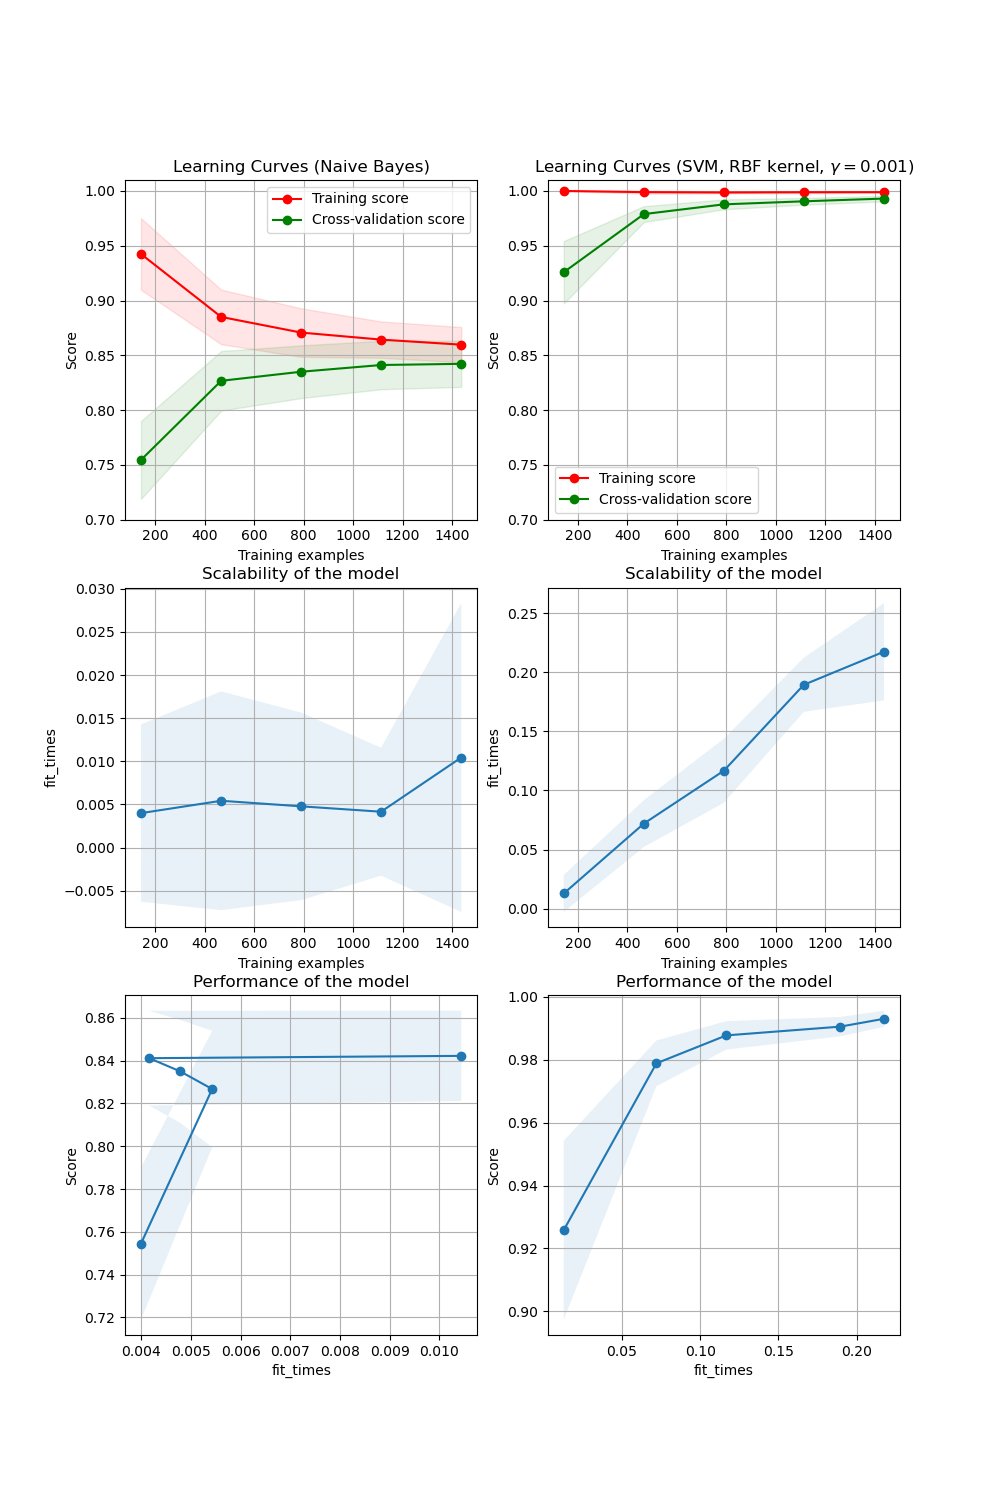 Learning Curves (Naive Bayes)
Score
1.00
0.95
0.90
0.85
0.80
0.75
0.70
Training score
Cross-validation score
200 400 600 800 1000 1200 1400
Training examples
Learning Curves (SVM, RBF kernel, γ = 0.001)
Score
1.00
0.95
0.90
0.85
0.80
0.75
0.70
Training score
Cross-validation score
200 400 600 800 1000 1200 1400
Training examples
Scalability of the model
fit_times
0.030
0.025
0.020
0.015
0.010
0.005
0.000
−0.005
200 400 600 800 1000 1200 1400
Training examples
Scalability of the model
fit_times
0.25
0.20
0.15
0.10
0.05
0.00
200 400 600 800 1000 1200 1400
Training examples
Performance of the model
Score
0.86
0.84
0.82
0.80
0.78
0.76
0.74
0.72
0.004 0.005 0.006 0.007 0.008 0.009 0.010
fit_times
Performance of the model
Score
1.00
0.98
0.96
0.94
0.92
0.90
0.05 0.10 0.15 0.20
fit_times